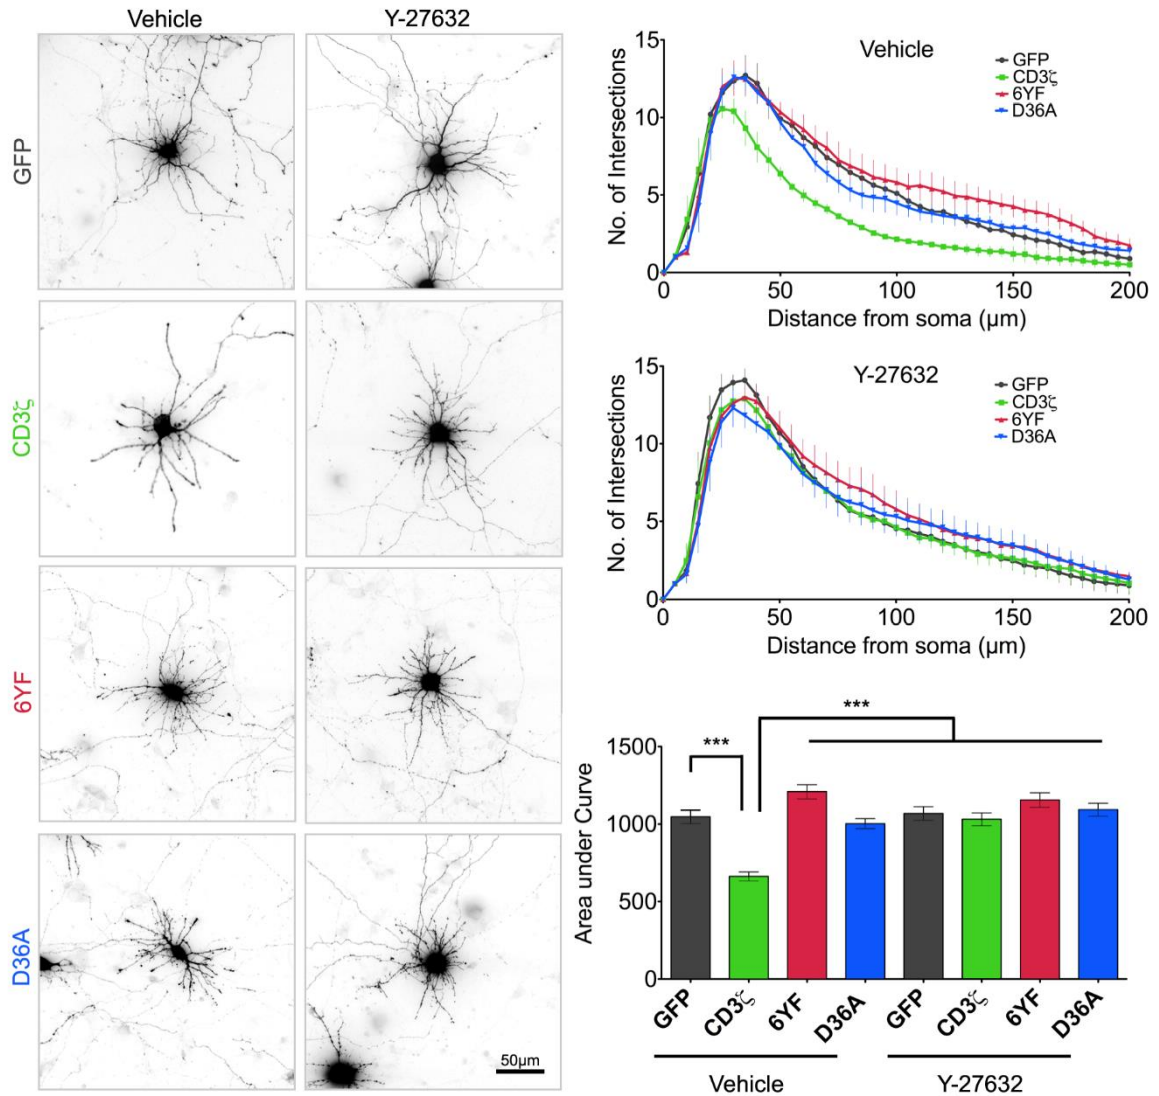 Vehicle
Y-27632
GFP
CD3ζ
6YF
D36A
50µm
15
10
5
0
No. of Intersections
Vehicle
GFP
CD3ζ
6YF
D36A
0
50
100
150
200
Distance from soma (µm)
15
10
5
0
No. of Intersections
Y-27632
GFP
CD3ζ
6YF
D36A
0
50
100
150
200
Distance from soma (µm)
***
***
1500
1000
500
0
Area under Curve
GFP
CD3ζ
6YF
D36A
GFP
CD3ζ
6YF
D36A
Vehicle
Y-27632